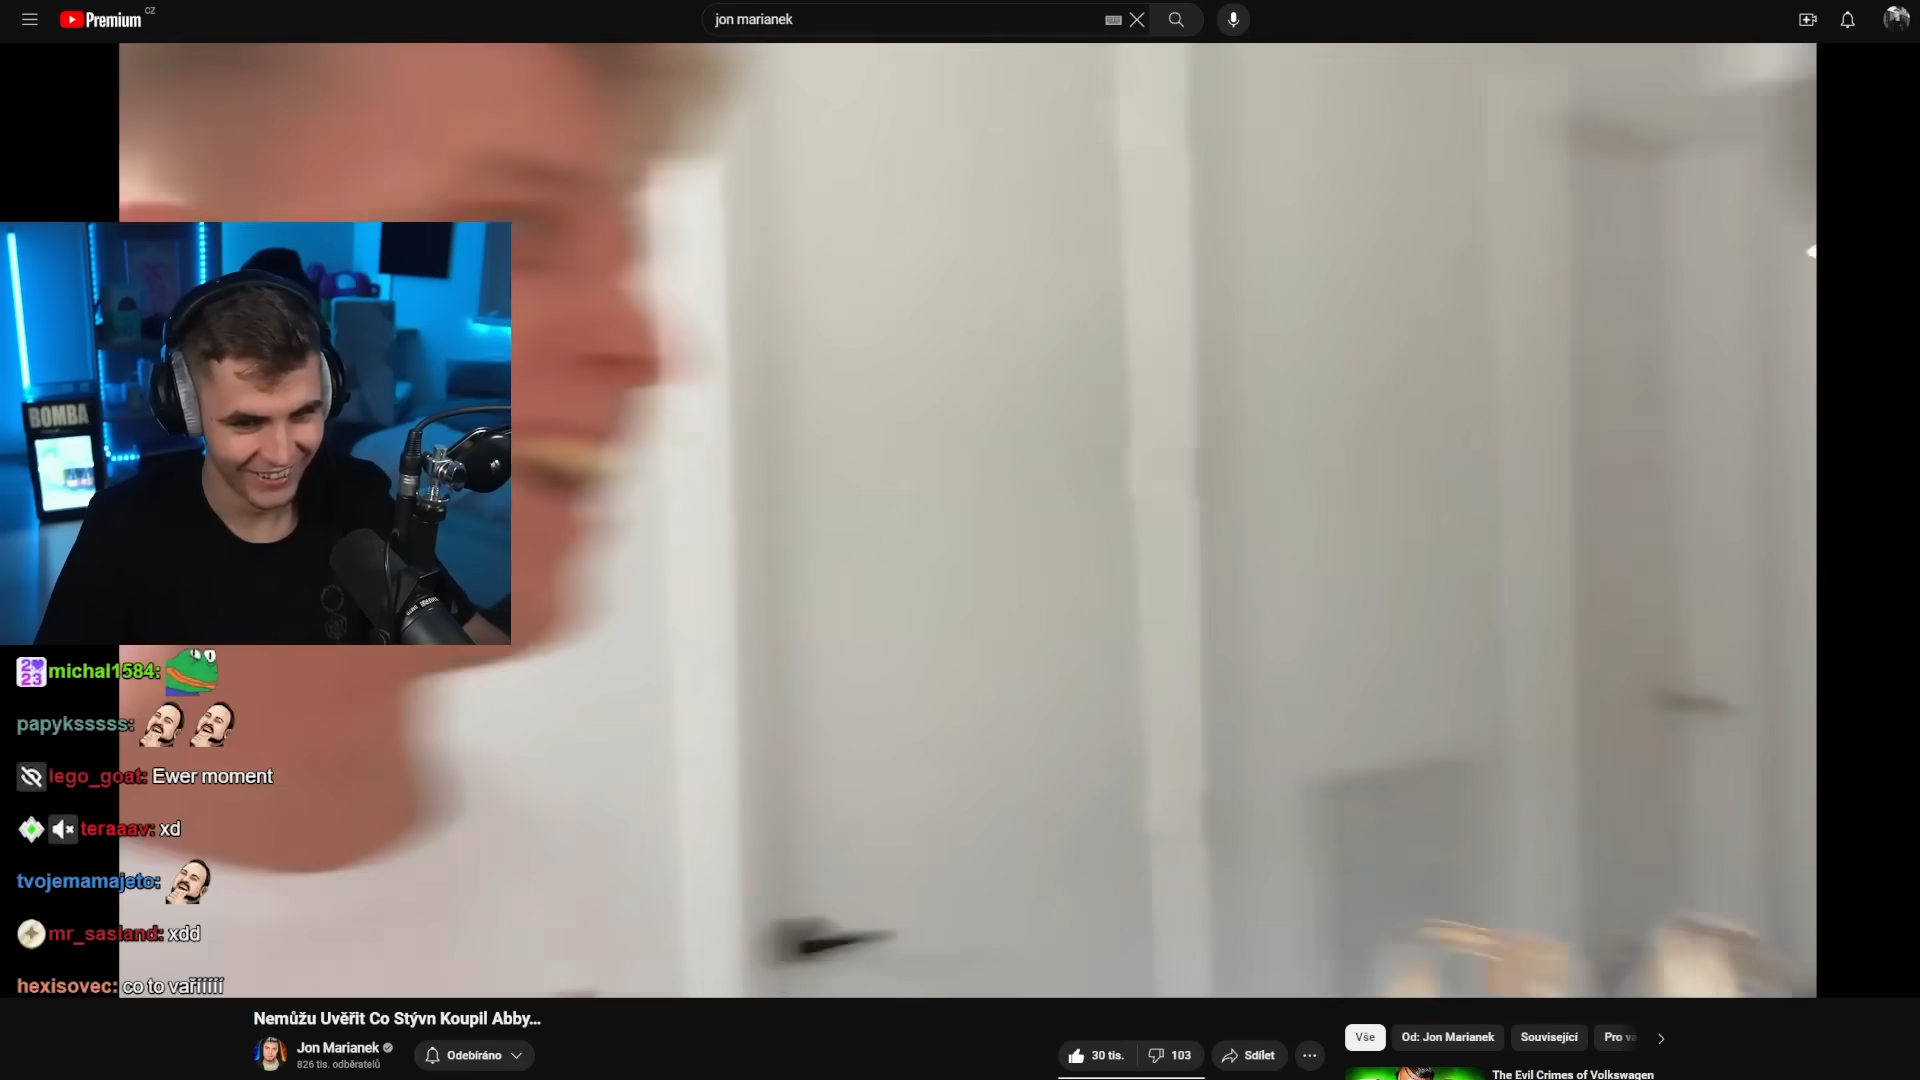 Premium CZ
jon marianek
BOMBA
michal1584:
papyksssss:
lego_goat: Ewer moment
teraaav: xd
tvojemamajeto:
mr_sasland: xdd
hexisovec: co to vařííííí
Nemůžu Uvěřit Co Stývn Koupil Abby...
Jon Marianek
826 tis. odběratelů
Odebíráno
30 tis.
103
Sdílet
Vše
Od: Jon Marianek
Související
Pro
The Evil Crimes of Volkswagen